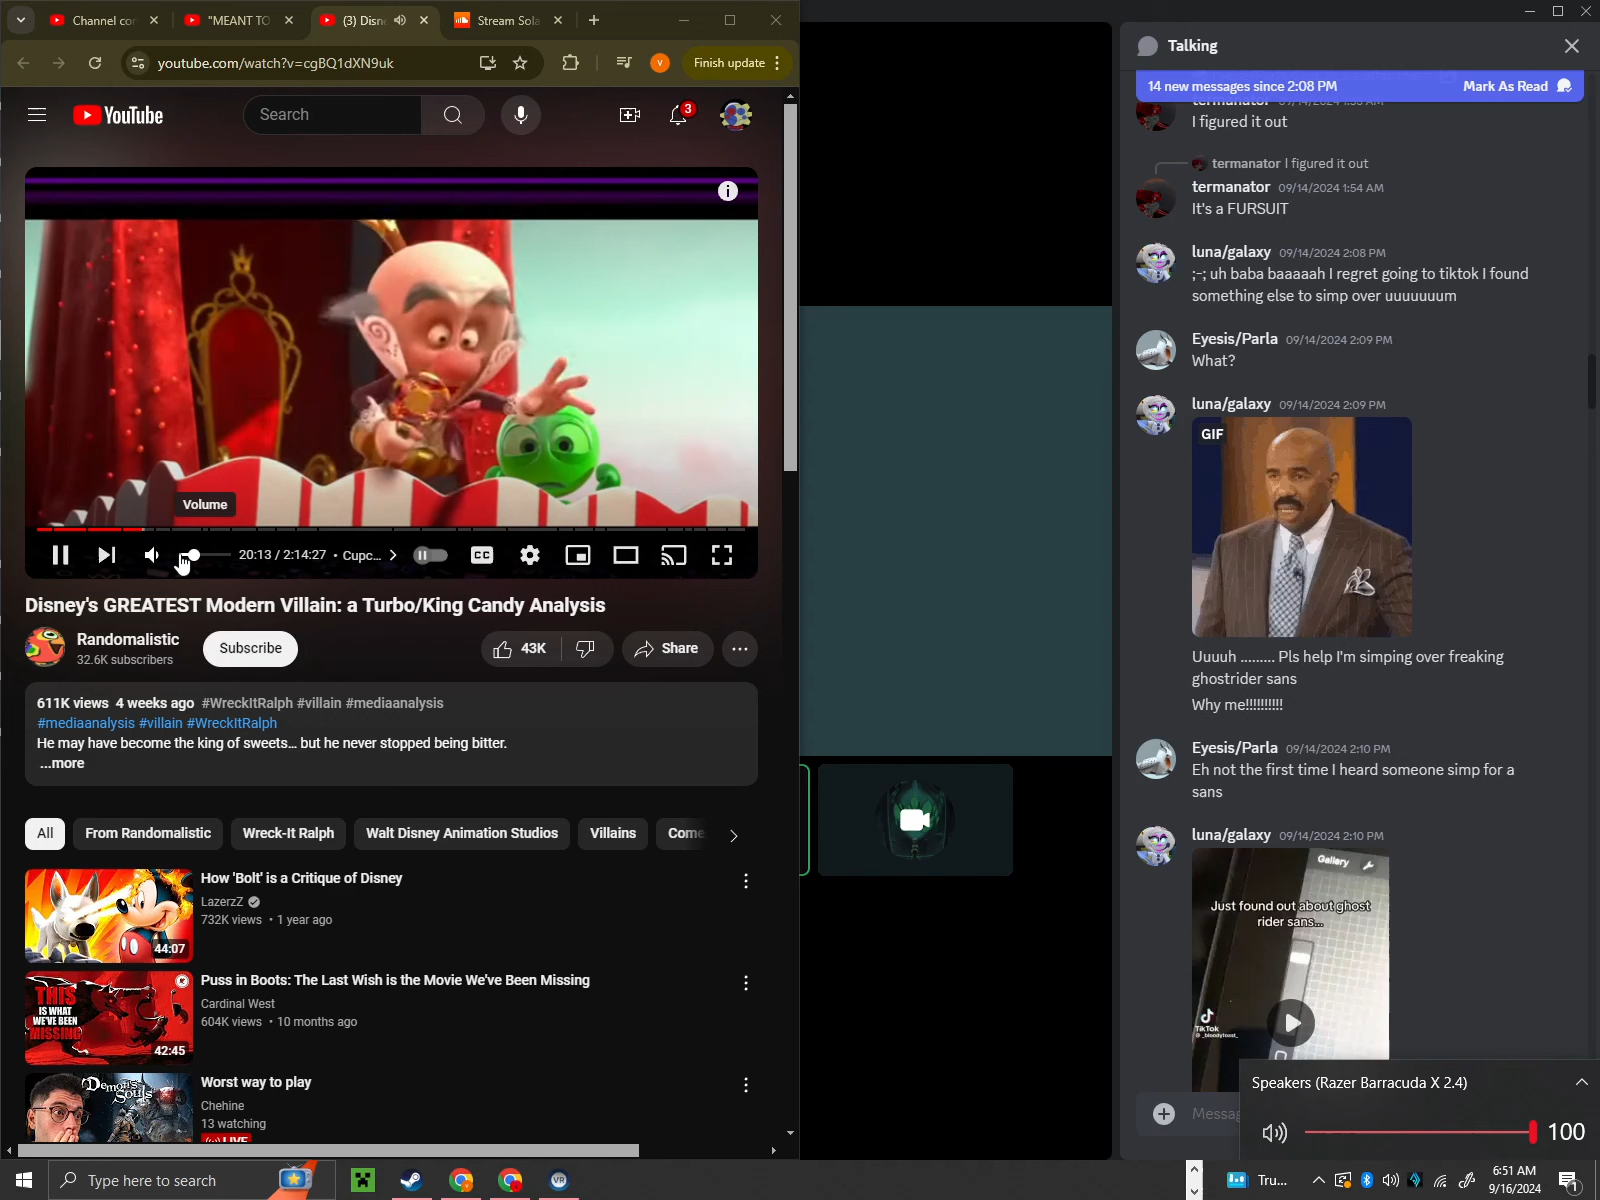 Channel cor
"MEANT TO
(3) Disn
Stream Sola
youtube.com/watch?v=cgBQ1dXN9uk
Finish update
YouTube
Search
3
Volume
20:13 / 2:14:27 • Cupc...
CC
Disney's GREATEST Modern Villain: a Turbo/King Candy Analysis
Randomalistic
32.6K subscribers
Subscribe
43K
Share
611K views 4 weeks ago #WreckItRalph #villain #mediaanalysis
#mediaanalysis #villain #WreckItRalph
He may have become the king of sweets... but he never stopped being bitter.
...more
All
From Randomalistic
Wreck-It Ralph
Walt Disney Animation Studios
Villains
Come
How 'Bolt' is a Critique of Disney
LazerzZ
732K views • 1 year ago
44:07
Puss in Boots: The Last Wish is the Movie We've Been Missing
Cardinal West
604K views • 10 months ago
THIS
IS WHAT
WE'VE BEEN
MISSING
42:45
Worst way to play
Chehine
13 watching
LIVE
Demon's
Souls
Talking
14 new messages since 2:08 PM
Mark As Read
termanator
I figured it out
termanator I figured it out
termanator 09/14/2024 1:54 AM
It's a FURSUIT
luna/galaxy 09/14/2024 2:08 PM
;-; uh baba baaaaah I regret going to tiktok I found
something else to simp over uuuuuuum
Eyesis/Parla 09/14/2024 2:09 PM
What?
luna/galaxy 09/14/2024 2:09 PM
GIF
Uuuuh ......... Pls help I'm simping over freaking
ghostrider sans
Why me!!!!!!!!!!
Eyesis/Parla 09/14/2024 2:10 PM
Eh not the first time I heard someone simp for a
sans
luna/galaxy 09/14/2024 2:10 PM
Gallery
Just found out about ghost
rider sans...
TikTok
@_bloodytoast_
Messag
Speakers (Razer Barracuda X 2.4)
100
Type here to search
VR
Tru...
6:51 AM
9/16/2024
1